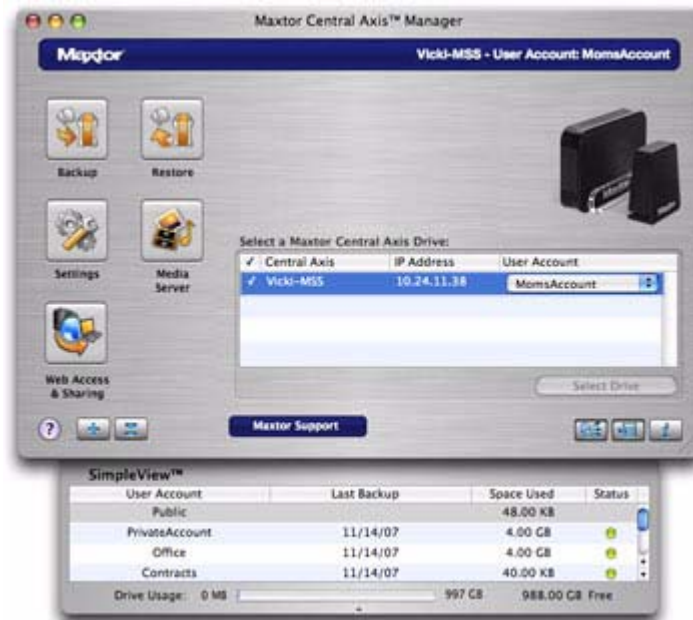 Maxtor Central Axis™ Manager
Maxtor
Vicki-MSS - User Account: MomsAccount
Backup
Restore
Maxtor
Settings
Media Server
Select a Maxtor Central Axis Drive:
✓ Central Axis IP Address User Account
✓ Vicki-MSS 10.24.11.38 MomsAccount
Web Access & Sharing
Select Drive
?
Maxtor Support
SimpleView™
User Account Last Backup Space Used Status
Public 48.00 KB
PrivateAccount 11/14/07 4.00 GB
Office 11/14/07 4.00 GB
Contracts 11/14/07 40.00 KB
Drive Usage: 0 MB 997 GB 988.00 GB Free